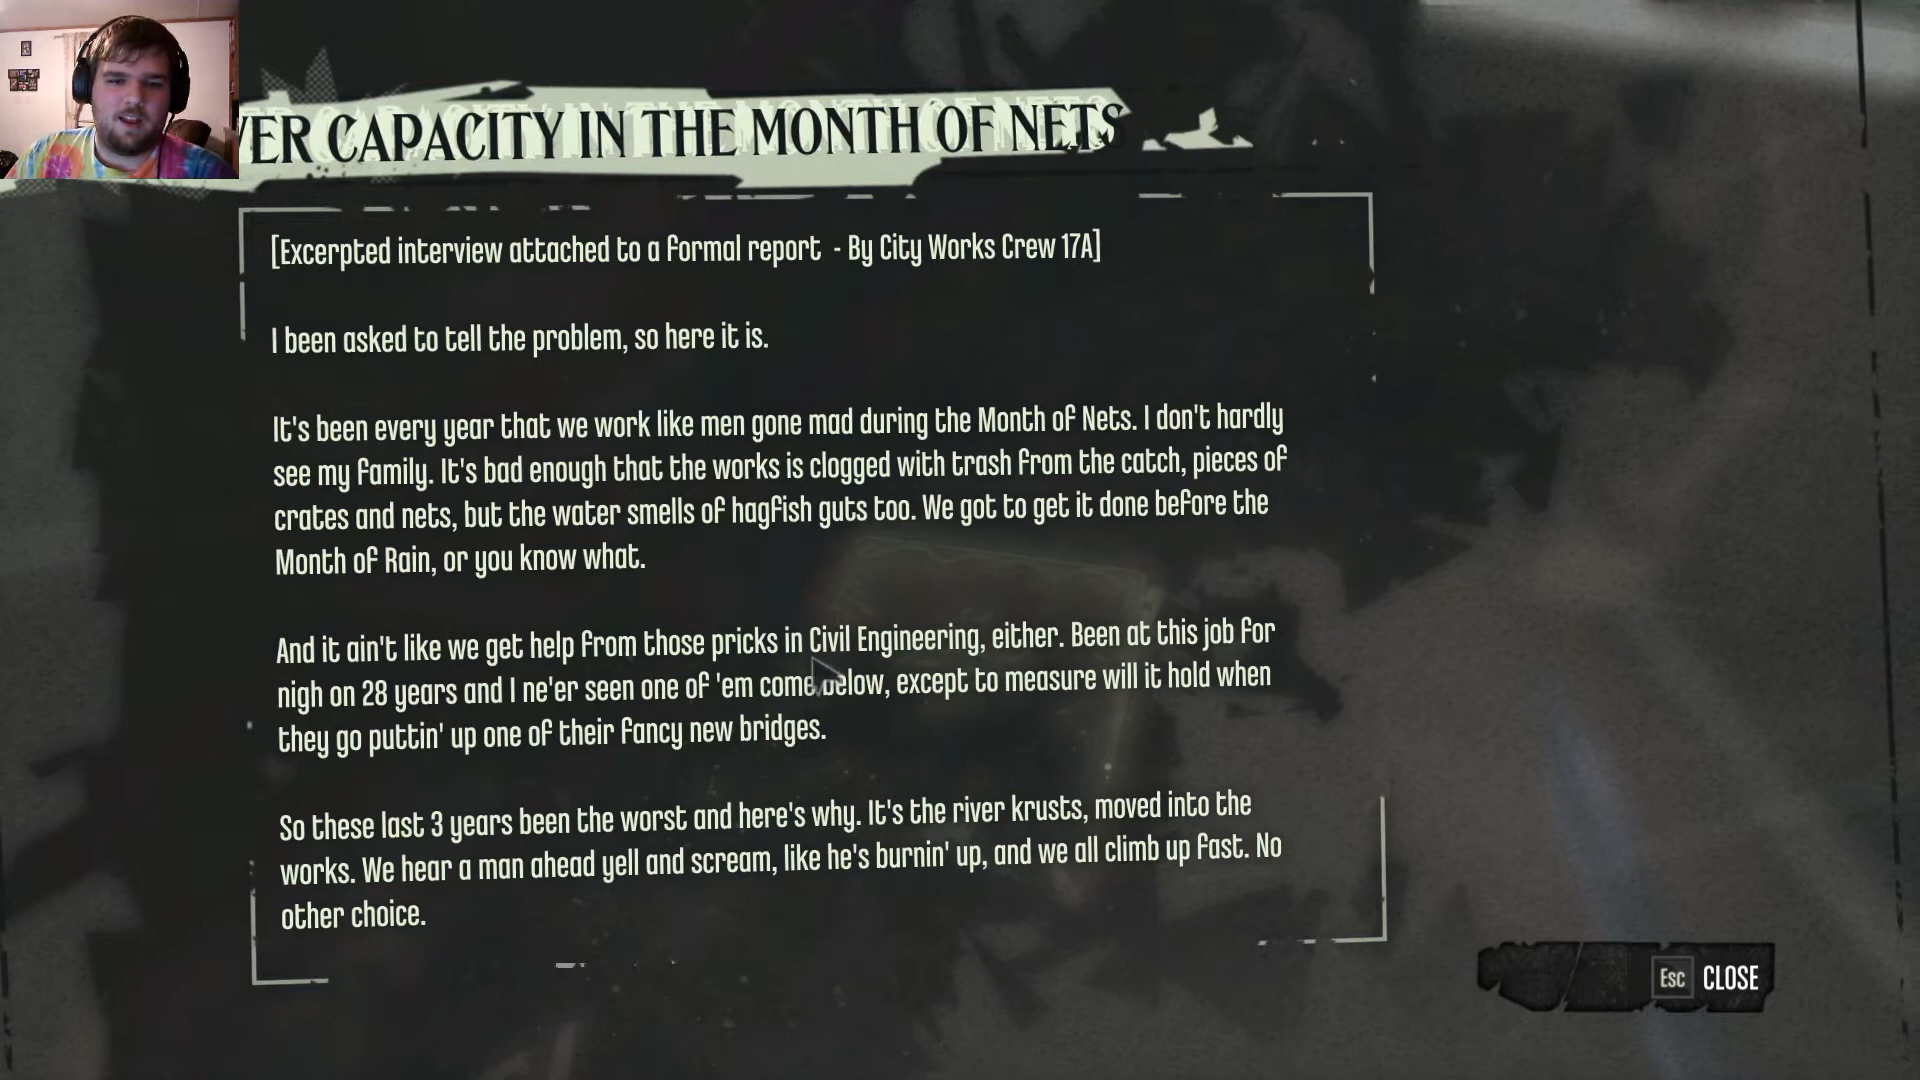 VER CAPACITY IN THE MONTH OF NETS
[Excerpted interview attached to a formal report - By City Works Crew 17A]
I been asked to tell the problem, so here it is.
It's been every year that we work like men gone mad during the Month of Nets. I don't hardly
see my family. It's bad enough that the works is clogged with trash from the catch, pieces of
crates and nets, but the water smells of hagfish guts too. We got to get it done before the
Month of Rain, or you know what.
And it ain't like we get help from those pricks in Civil Engineering, either. Been at this job for
nigh on 28 years and I ne'er seen one of 'em come below, except to measure will it hold when
they go puttin' up one of their fancy new bridges.
So these last 3 years been the worst and here's why. It's the river krusts, moved into the
works. We hear a man ahead yell and scream, like he's burnin' up, and we all climb up fast. No
other choice.
Esc CLOSE